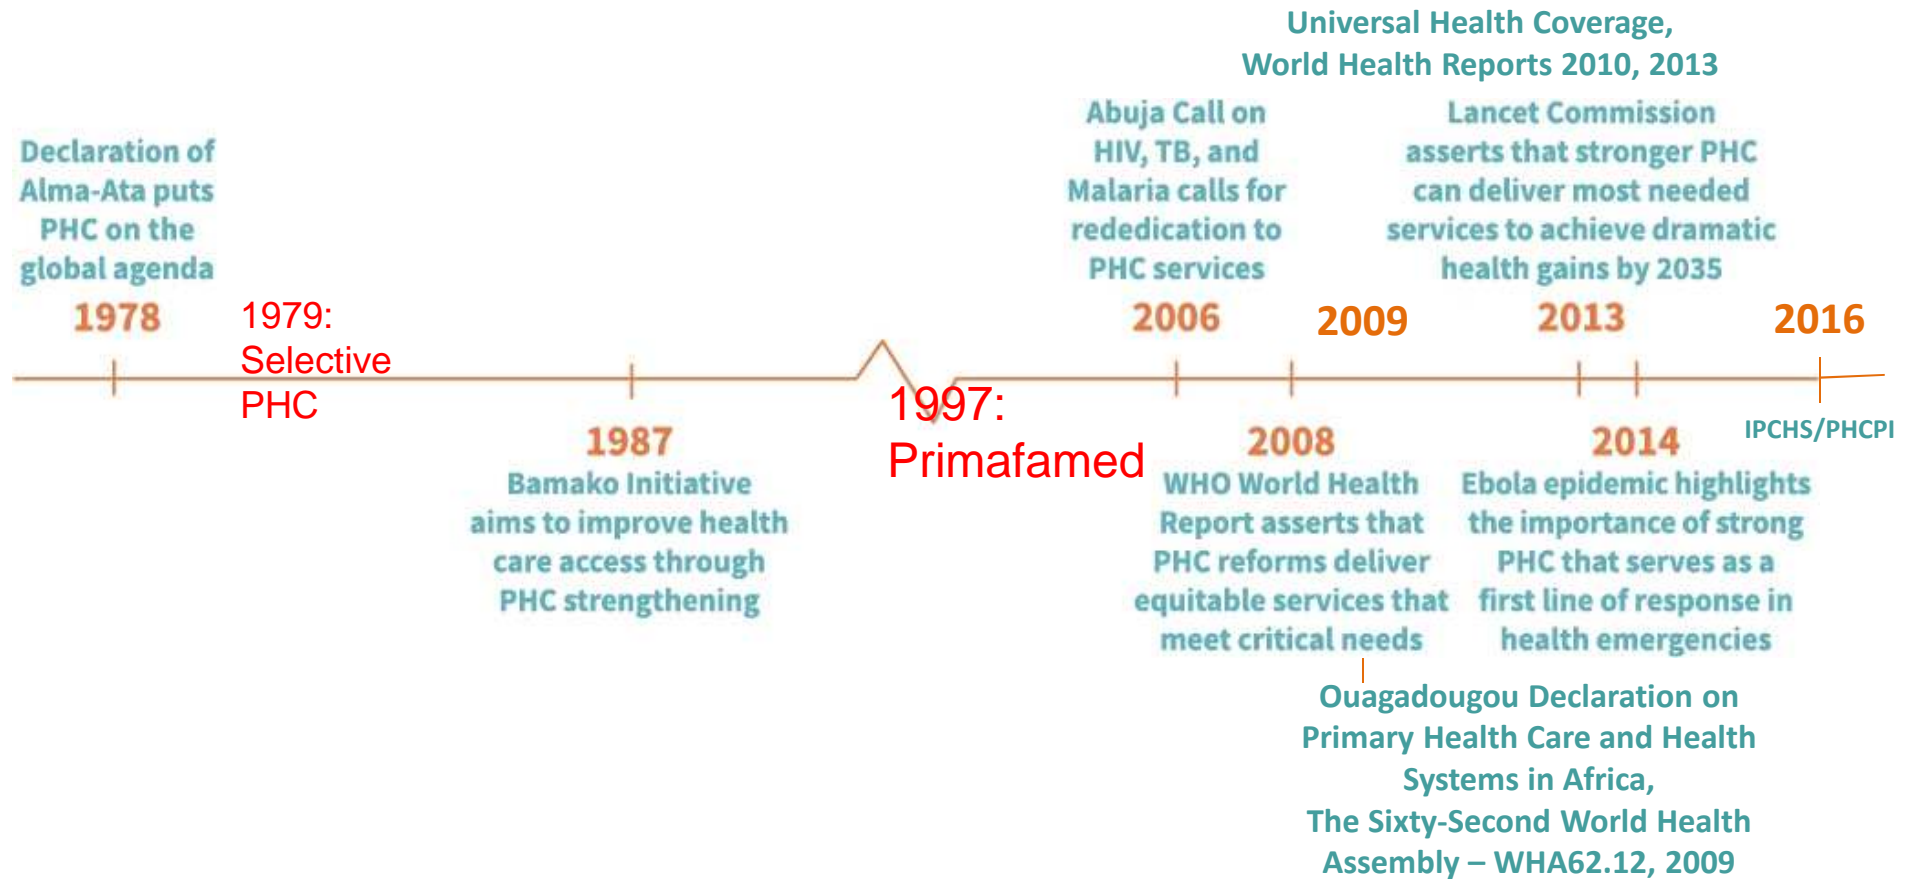 Universal Health Coverage,
World Health Reports 2010, 2013
Declaration of
Alma-Ata puts
PHC on the
global agenda
1978
1979:
Selective
PHC
1987
Bamako Initiative
aims to improve health
care access through
PHC strengthening
1997:
Primafamed
Abuja Call on
HIV, TB, and
Malaria calls for
rededication to
PHC services
2006
2008
WHO World Health
Report asserts that
PHC reforms deliver
equitable services that
meet critical needs
2009
Ouagadougou Declaration on
Primary Health Care and Health
Systems in Africa,
The Sixty-Second World Health
Assembly – WHA62.12, 2009
Lancet Commission
asserts that stronger PHC
can deliver most needed
services to achieve dramatic
health gains by 2035
2013
2014
Ebola epidemic highlights
the importance of strong
PHC that serves as a
first line of response in
health emergencies
2016
IPCHS/PHCPI